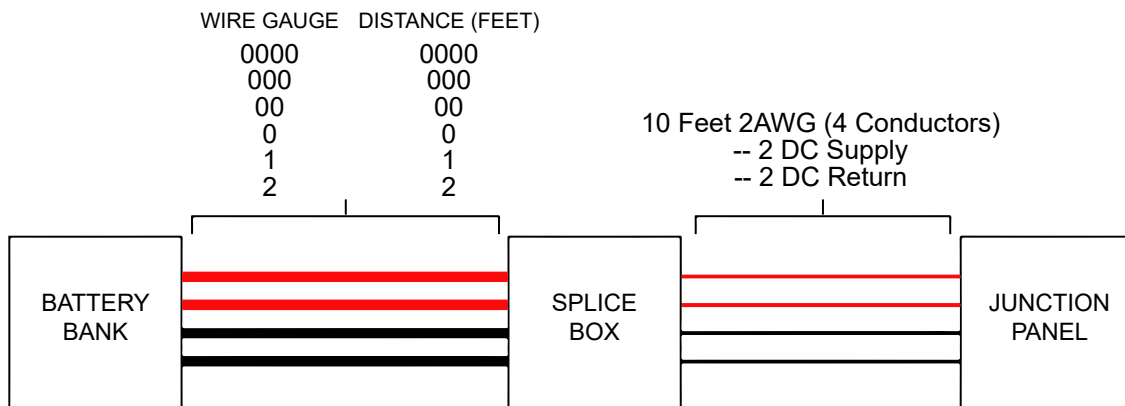 WIRE GAUGE DISTANCE (FEET)
0000 0000
000 000
00 00
0 0
1 1
2 2
10 Feet 2AWG (4 Conductors)
-- 2 DC Supply
-- 2 DC Return
BATTERY
BANK
SPLICE
BOX
JUNCTION
PANEL